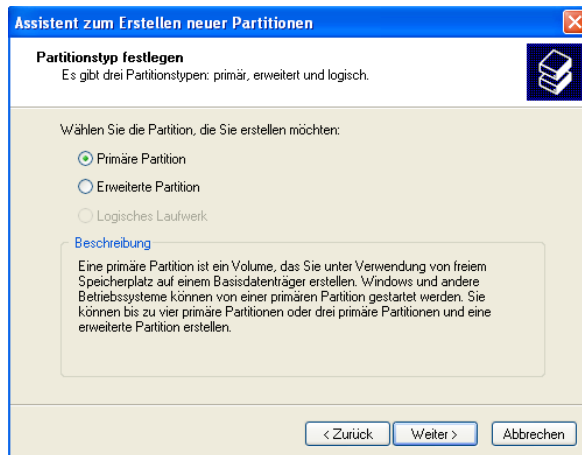 Assistent zum Erstellen neuer Partitionen
Partitionstyp festlegen
Es gibt drei Partitionstypen: primär, erweitert und logisch.
Wählen Sie die Partition, die Sie erstellen möchten:
Primäre Partition
Erweiterte Partition
Logisches Laufwerk
Beschreibung
Eine primäre Partition ist ein Volume, das Sie unter Verwendung von freiem
Speicherplatz auf einem Basisdatenträger erstellen. Windows und andere
Betriebssysteme können von einer primären Partition gestartet werden. Sie
können bis zu vier primäre Partitionen oder drei primäre Partitionen und eine
erweiterte Partition erstellen.
< Zurück Weiter > Abbrechen